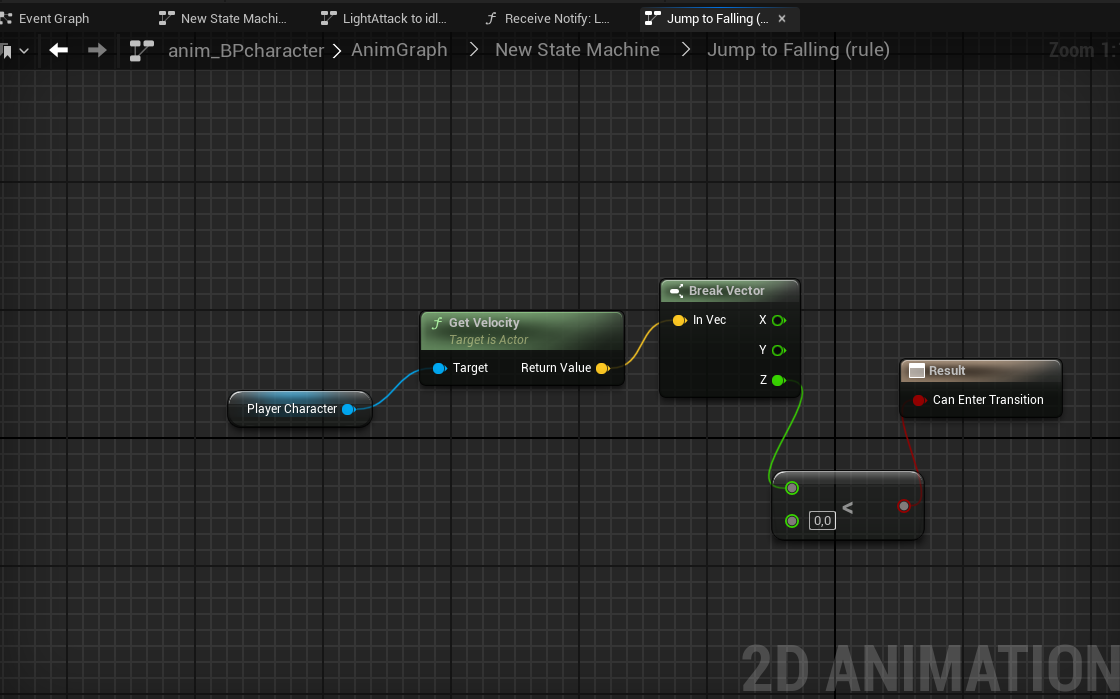 Event Graph
New State Machi...
LightAttack to idl...
Receive Notify: L...
Jump to Falling (...
anim_BPcharacter > AnimGraph > New State Machine > Jump to Falling (rule)
Zoom 1:
Break Vector
In Vec X
Y
Z
Get Velocity
Target is Actor
Target Return Value
Player Character
Result
Can Enter Transition
<
0,0
2D ANIMATION